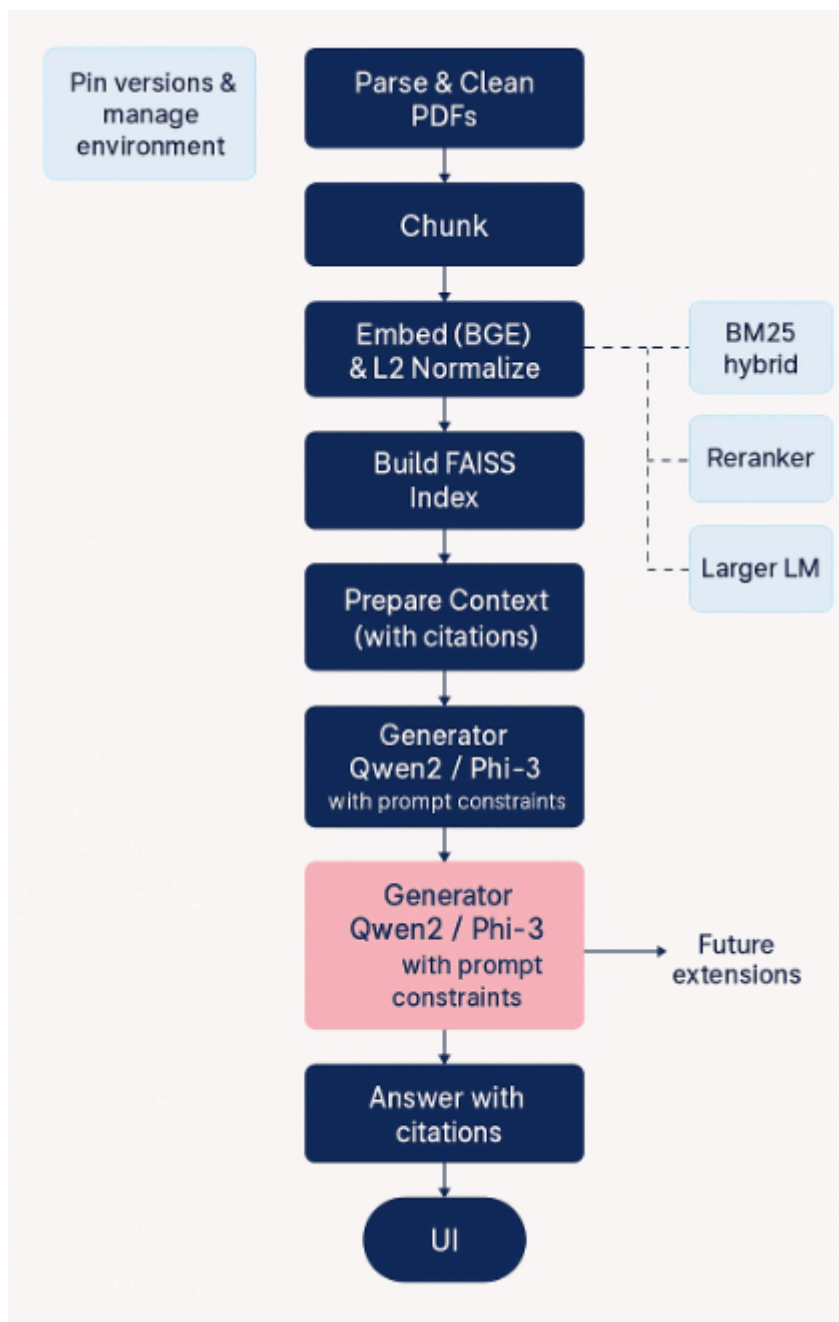 Pin versions &
manage
environment
Parse & Clean
PDFs
Chunk
Embed (BGE)
& L2 Normalize
BM25
hybrid
Reranker
Larger LM
Build FAISS
Index
Prepare Context
(with citations)
Generator
Qwen2 / Phi-3
with prompt constraints
Generator
Qwen2 / Phi-3
with prompt
constraints
Future
extensions
Answer with
citations
UI